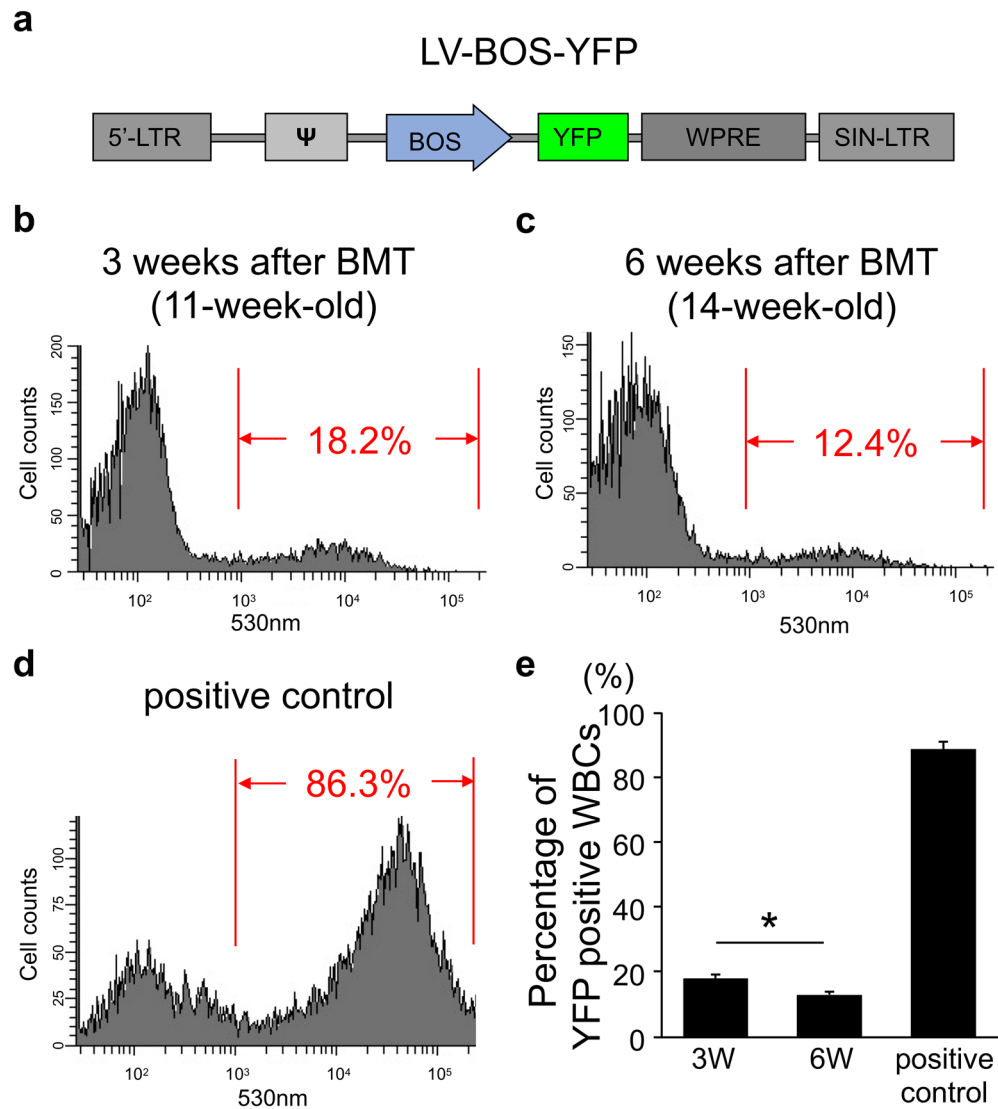 a
LV-BOS-YFP
5’-LTR
Ψ
BOS
YFP
WPRE
SIN-LTR
b
3 weeks after BMT
(11-week-old)
Cell counts
200
150
100
50
0
18.2%
10²
10³
10⁴
10⁵
530nm
c
6 weeks after BMT
(14-week-old)
Cell counts
150
100
50
0
12.4%
10²
10³
10⁴
10⁵
530nm
d
positive control
Cell counts
100
75
50
25
0
86.3%
10²
10³
10⁴
10⁵
530nm
e
(%)
Percentage of
YFP positive WBCs
100
80
60
40
20
0
*
3W
6W
positive
control